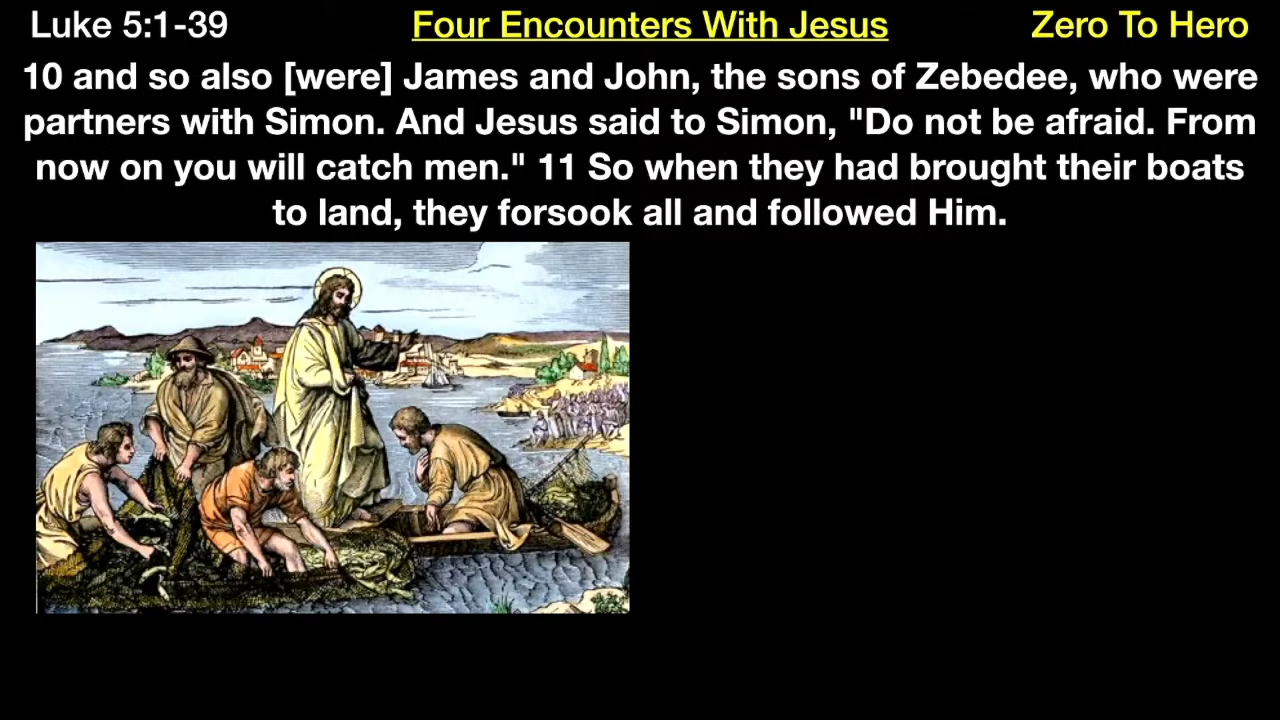 Luke 5:1-39 Four Encounters With Jesus Zero To Hero
10 and so also [were] James and John, the sons of Zebedee, who were
partners with Simon. And Jesus said to Simon, "Do not be afraid. From
now on you will catch men." 11 So when they had brought their boats
to land, they forsook all and followed Him.